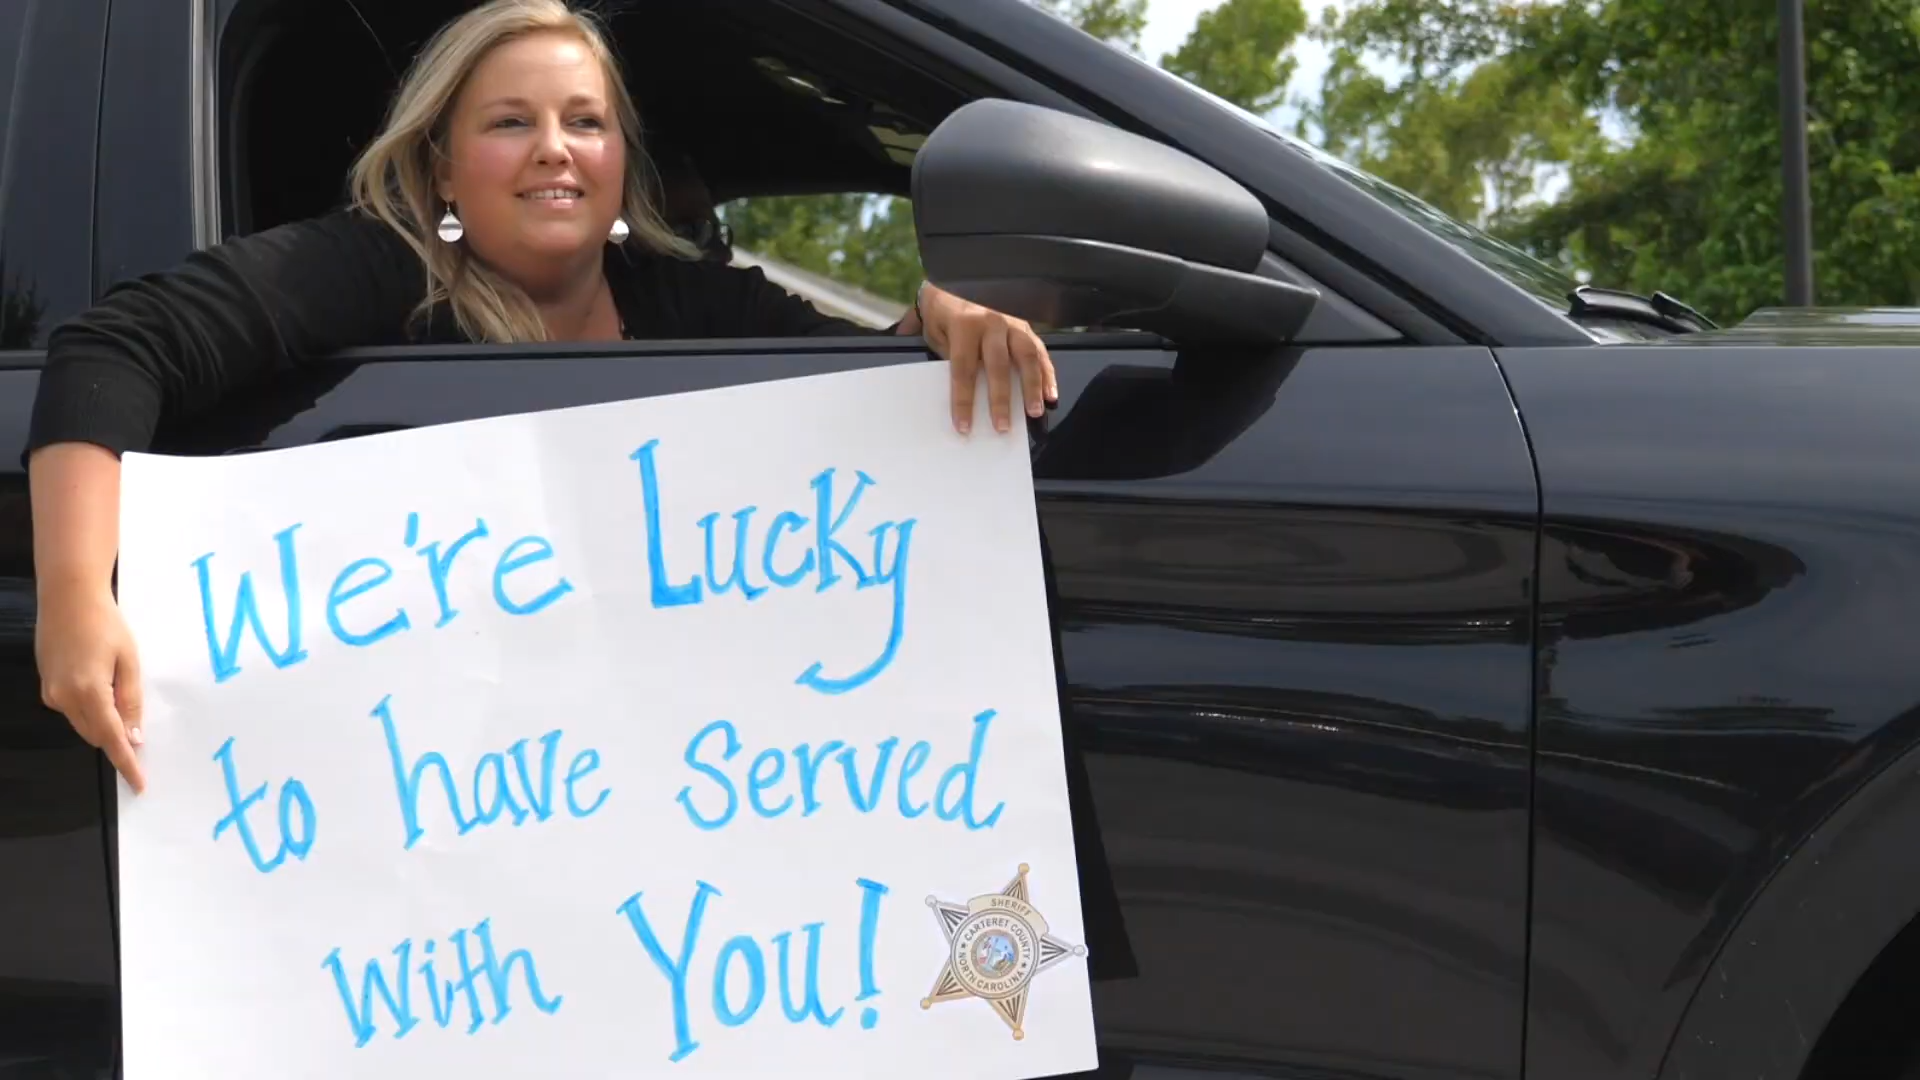 We're Lucky
to have served
with You!
SHERIFF
CARTERET COUNTY
NORTH CAROLINA